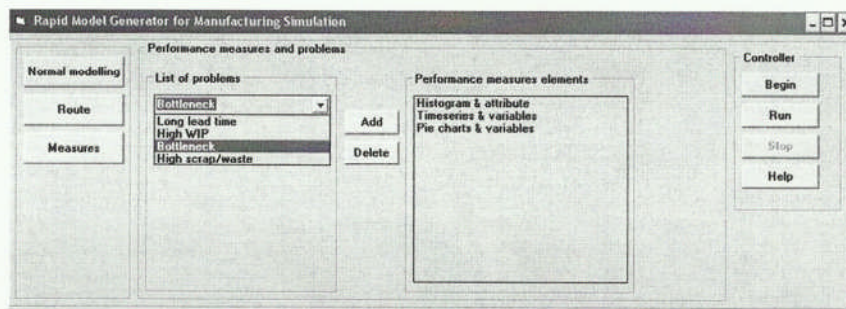 Rapid Model Generator for Manufacturing Simulation
Normal modelling
Route
Measures
Performance measures and problems
List of problems
Bottleneck
Long lead time
High WIP
Bottleneck
High scrap/waste
Add
Delete
Performance measures elements
Histogram & attribute
Timeseries & variables
Pie charts & variables
Controller
Begin
Run
Stop
Help